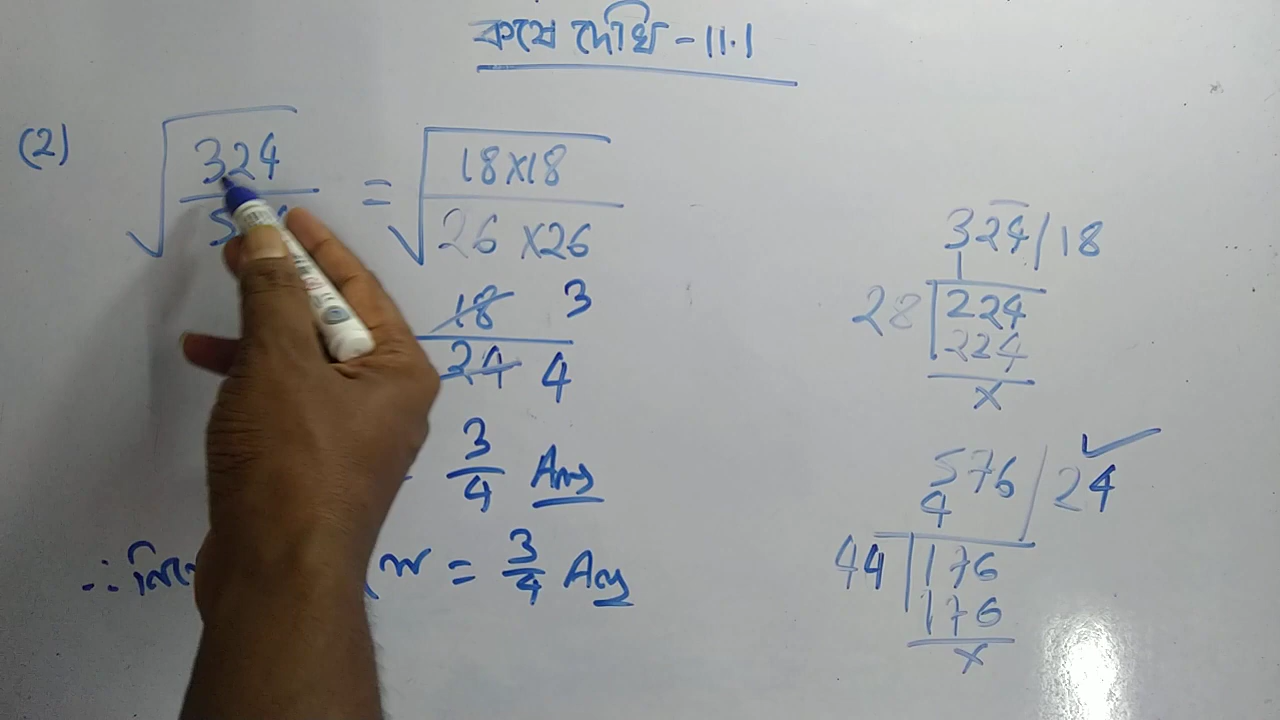 কষে দেখি - 11.1
(2) √324/5 = √18×18/26×26
18 3
24 4
3/4 Ans
∴ = 3/4 Ans
324 | 18
1
28 | 224
224
×
576 | 24 ✓
4
44 | 176
176
×